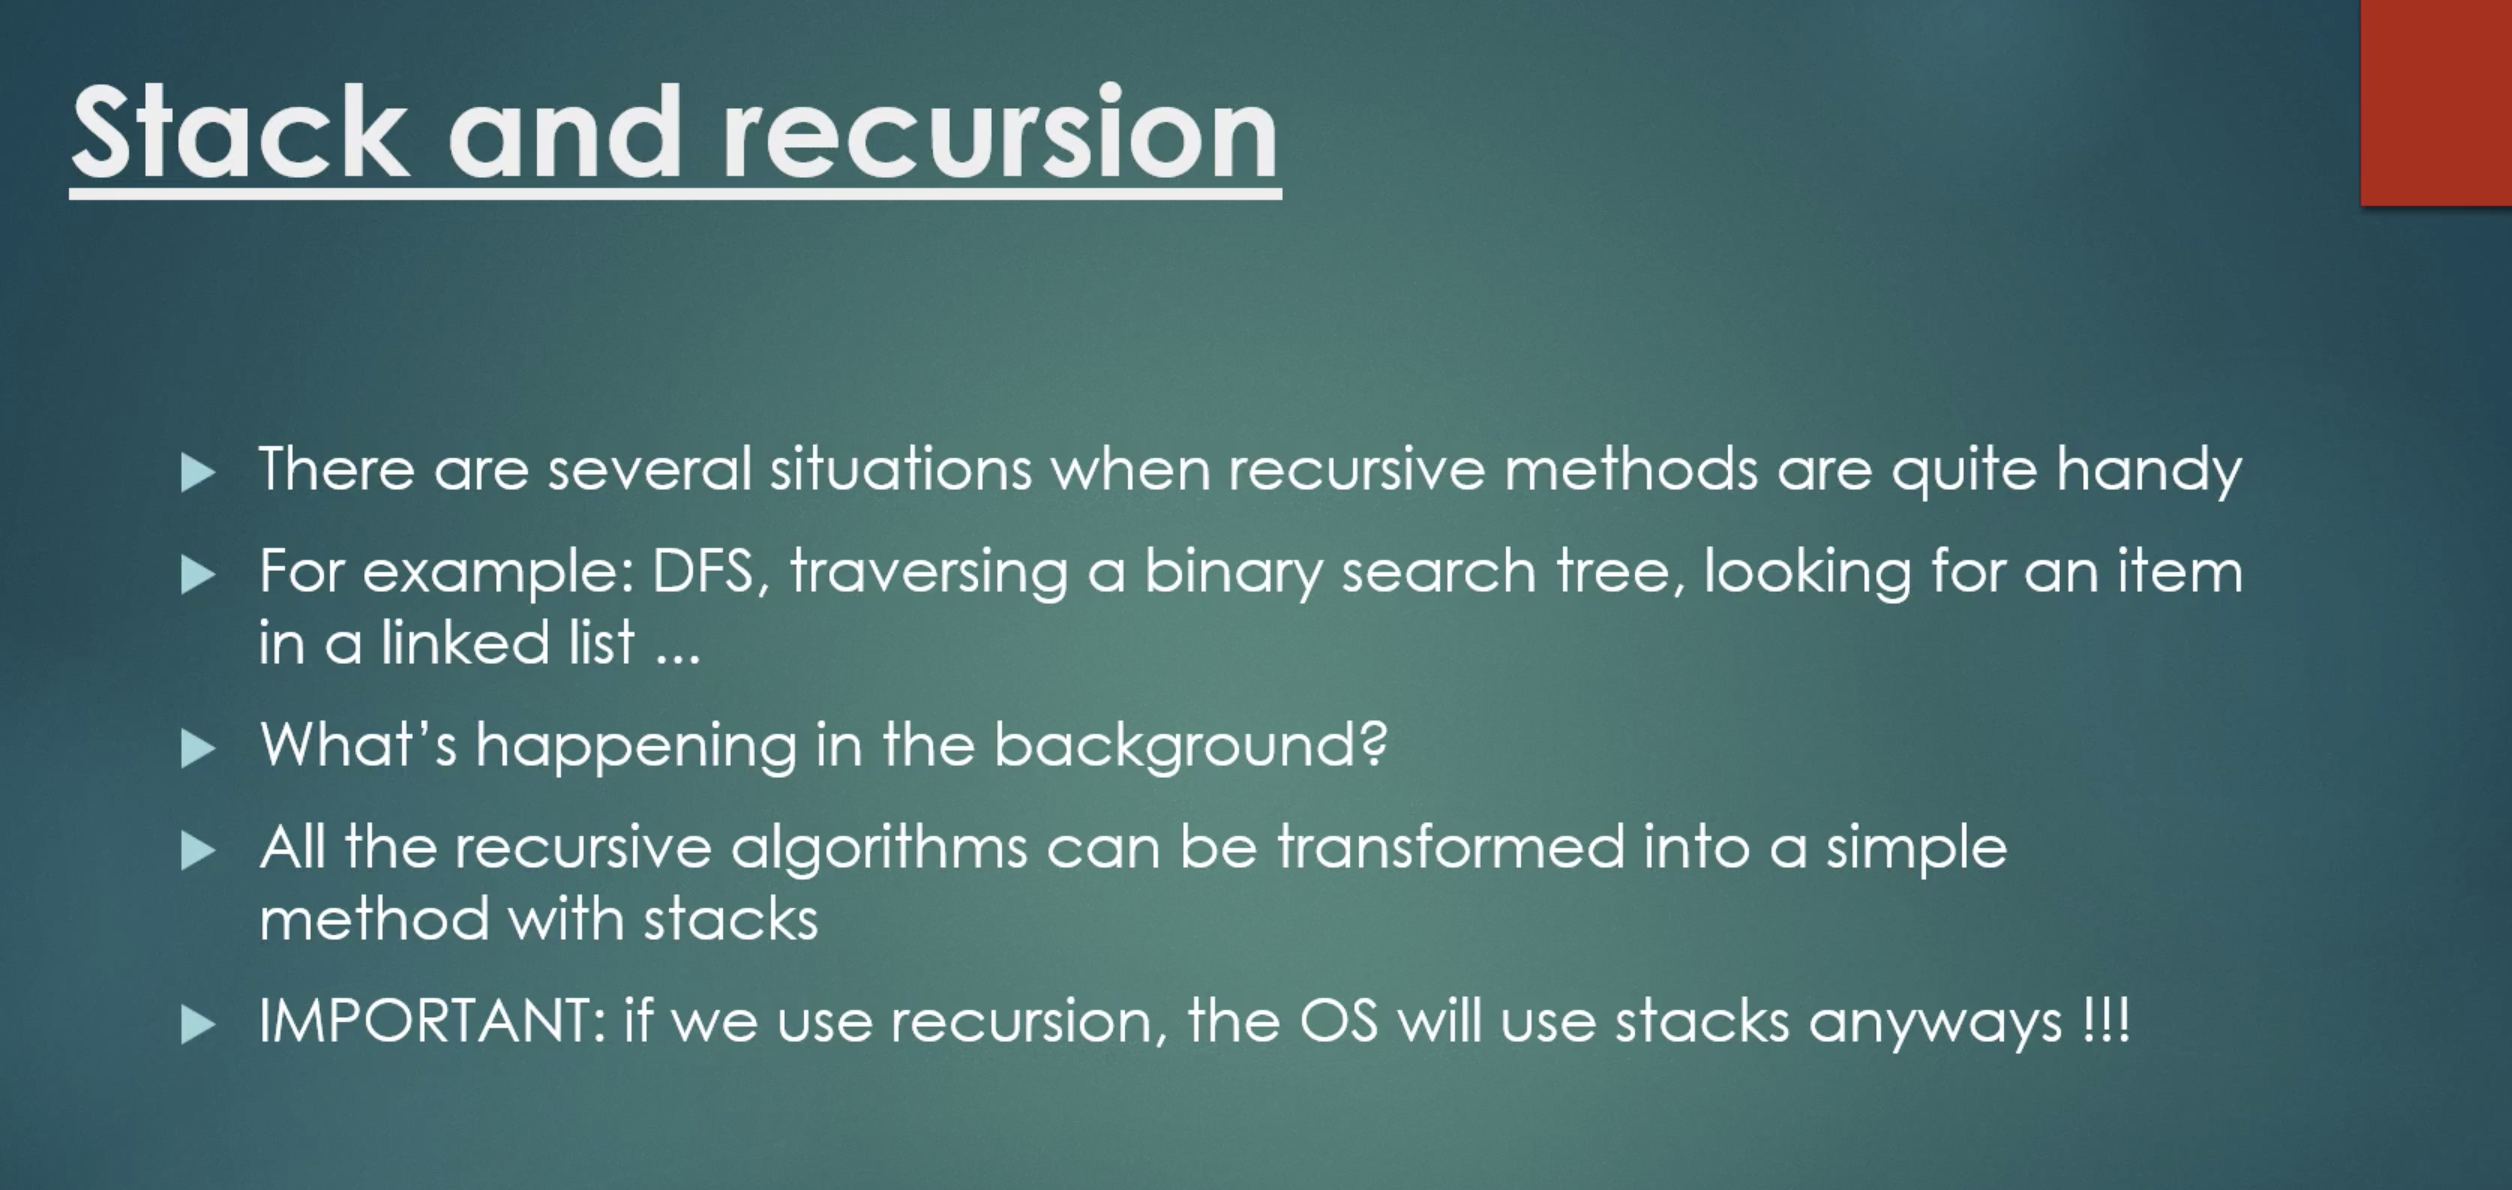 Stack and recursion
There are several situations when recursive methods are quite handy
For example: DFS, traversing a binary search tree, looking for an item
in a linked list ...
What’s happening in the background?
All the recursive algorithms can be transformed into a simple
method with stacks
IMPORTANT: if we use recursion, the OS will use stacks anyways !!!